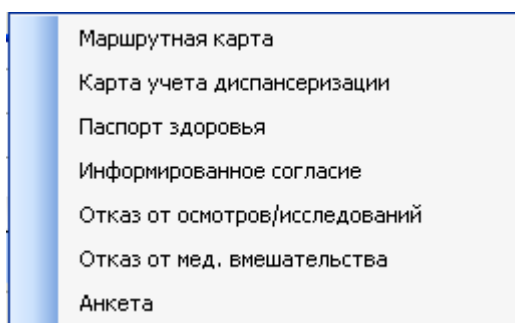 Маршрутная карта
Карта учета диспансеризации
Паспорт здоровья
Информированное согласие
Отказ от осмотров/исследований
Отказ от мед. вмешательства
Анкета